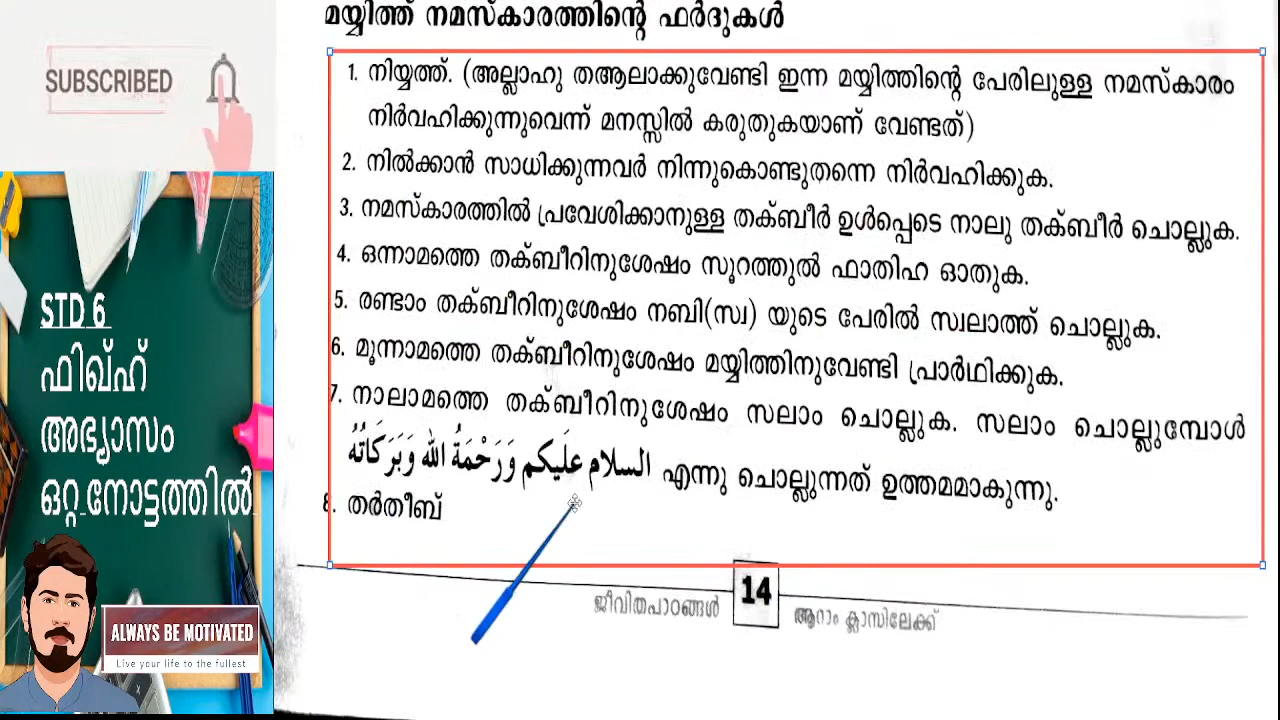 മയ്യിത്ത് നമസ്കാരത്തിന്റെ ഫർദുകൾ
1. നിയ്യത്ത്. (അല്ലാഹു തആലാക്കുവേണ്ടി ഇന്ന മയ്യിത്തിന്റെ പേരിലുള്ള നമസ്കാരം
നിർവഹിക്കുന്നുവെന്ന് മനസ്സിൽ കരുതുകയാണ് വേണ്ടത്)
2. നിൽക്കാൻ സാധിക്കുന്നവർ നിന്നുകൊണ്ടുതന്നെ നിർവഹിക്കുക.
3. നമസ്കാരത്തിൽ പ്രവേശിക്കാനുള്ള തക്ബീർ ഉൾപ്പെടെ നാലു തക്ബീർ ചൊല്ലുക.
4. ഒന്നാമത്തെ തക്ബീറിനുശേഷം സൂറത്തുൽ ഫാതിഹ ഓതുക.
5. രണ്ടാം തക്ബീറിനുശേഷം നബി(സ്വ) യുടെ പേരിൽ സ്വലാത്ത് ചൊല്ലുക.
6. മൂന്നാമത്തെ തക്ബീറിനുശേഷം മയ്യിത്തിനുവേണ്ടി പ്രാർഥിക്കുക.
7. നാലാമത്തെ തക്ബീറിനുശേഷം സലാം ചൊല്ലുക. സലാം ചൊല്ലുമ്പോൾ
السلام علَيكم وَرَحْمَةُ الله وَبَرَكَاتُهُ എന്നു ചൊല്ലുന്നത് ഉത്തമമാകുന്നു.
8. തർതീബ്
ജീവിതപാഠങ്ങൾ 14 ആറാം ക്ലാസിലേക്ക്
SUBSCRIBED
STD 6
ഫിഖ്ഹ്
അഭ്യാസം
ഒറ്റ നോട്ടത്തിൽ
ALWAYS BE MOTIVATED
Live your life to the fullest